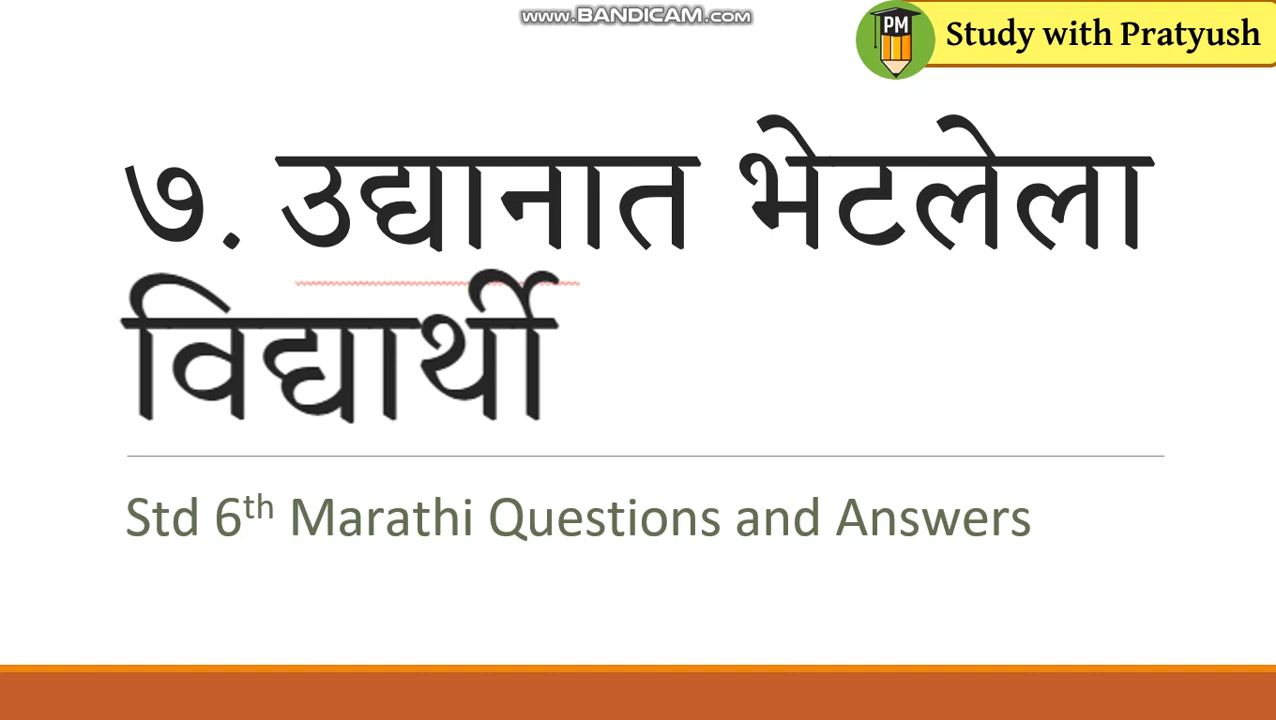 www.BANDICAM.com
PM
Study with Pratyush
७. उद्यानात भेटलेला
विद्यार्थी
Std 6th Marathi Questions and Answers